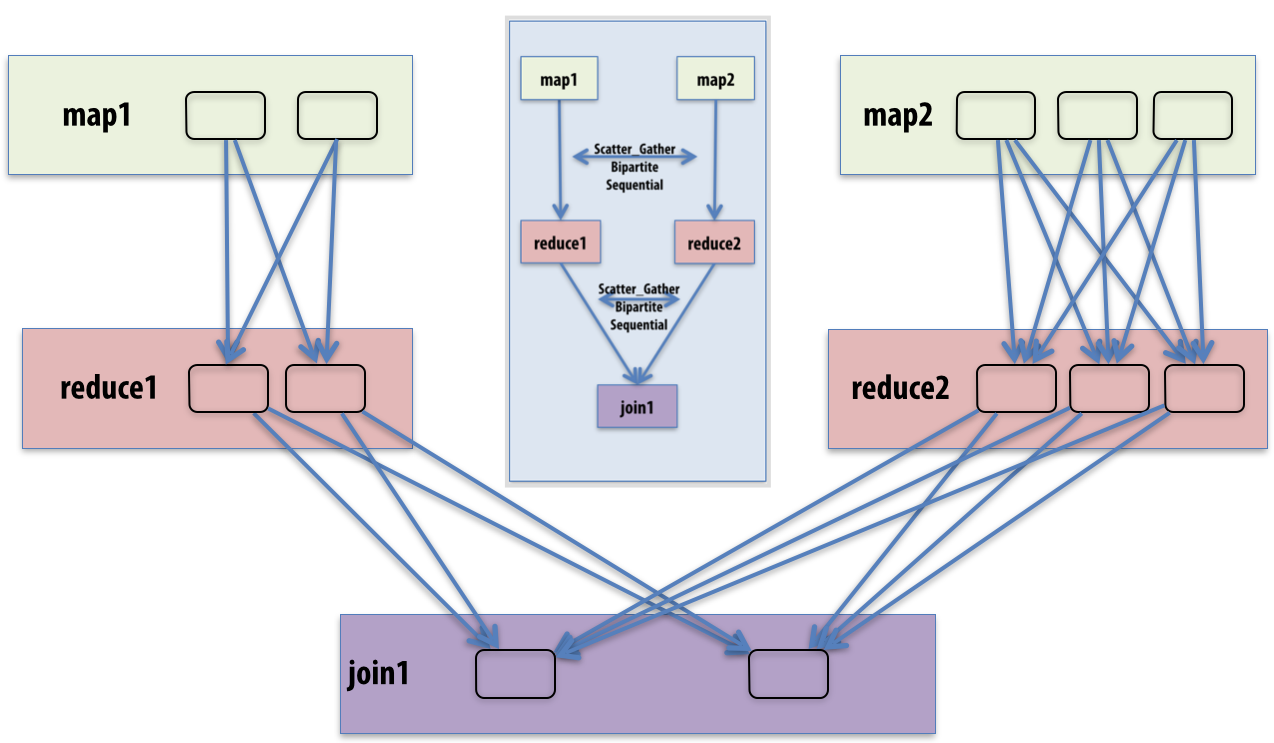 map1
map2
map1
map2
Scatter_Gather
Bipartite
Sequential
reduce1
reduce2
Scatter_Gather
Bipartite
Sequential
join1
reduce1
reduce2
join1